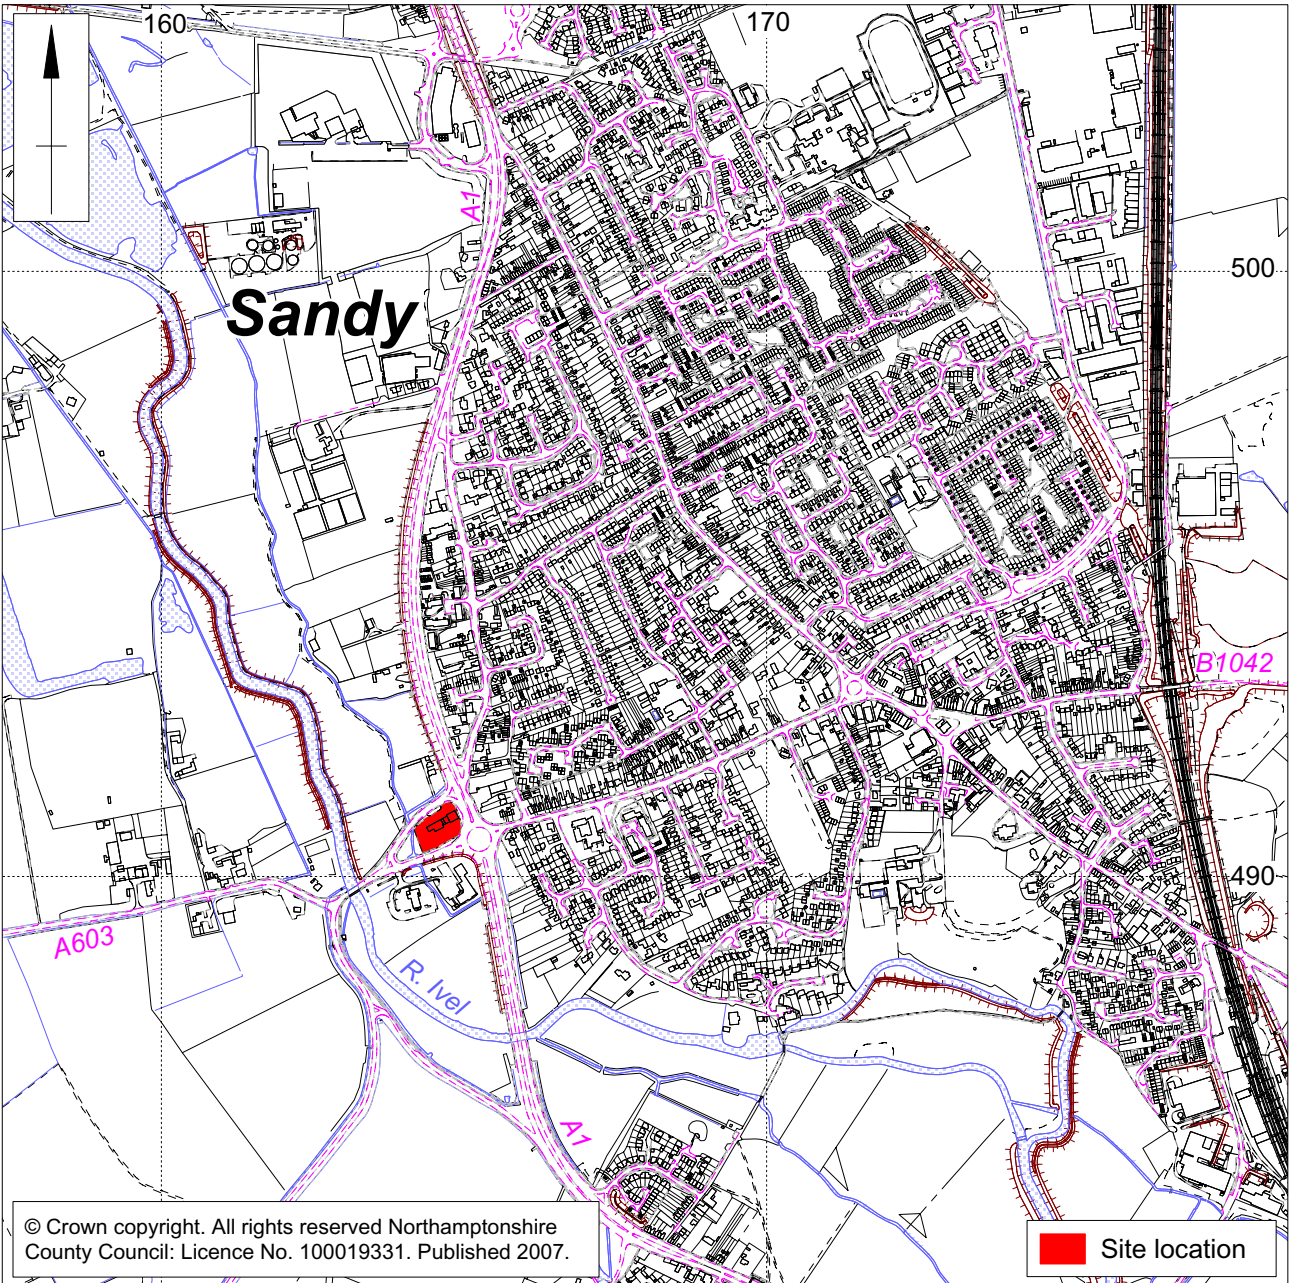 160
170
A1
500
Sandy
B1042
490
A603
R. Ivel
A1
© Crown copyright. All rights reserved Northamptonshire
County Council: Licence No. 100019331. Published 2007.
Site location